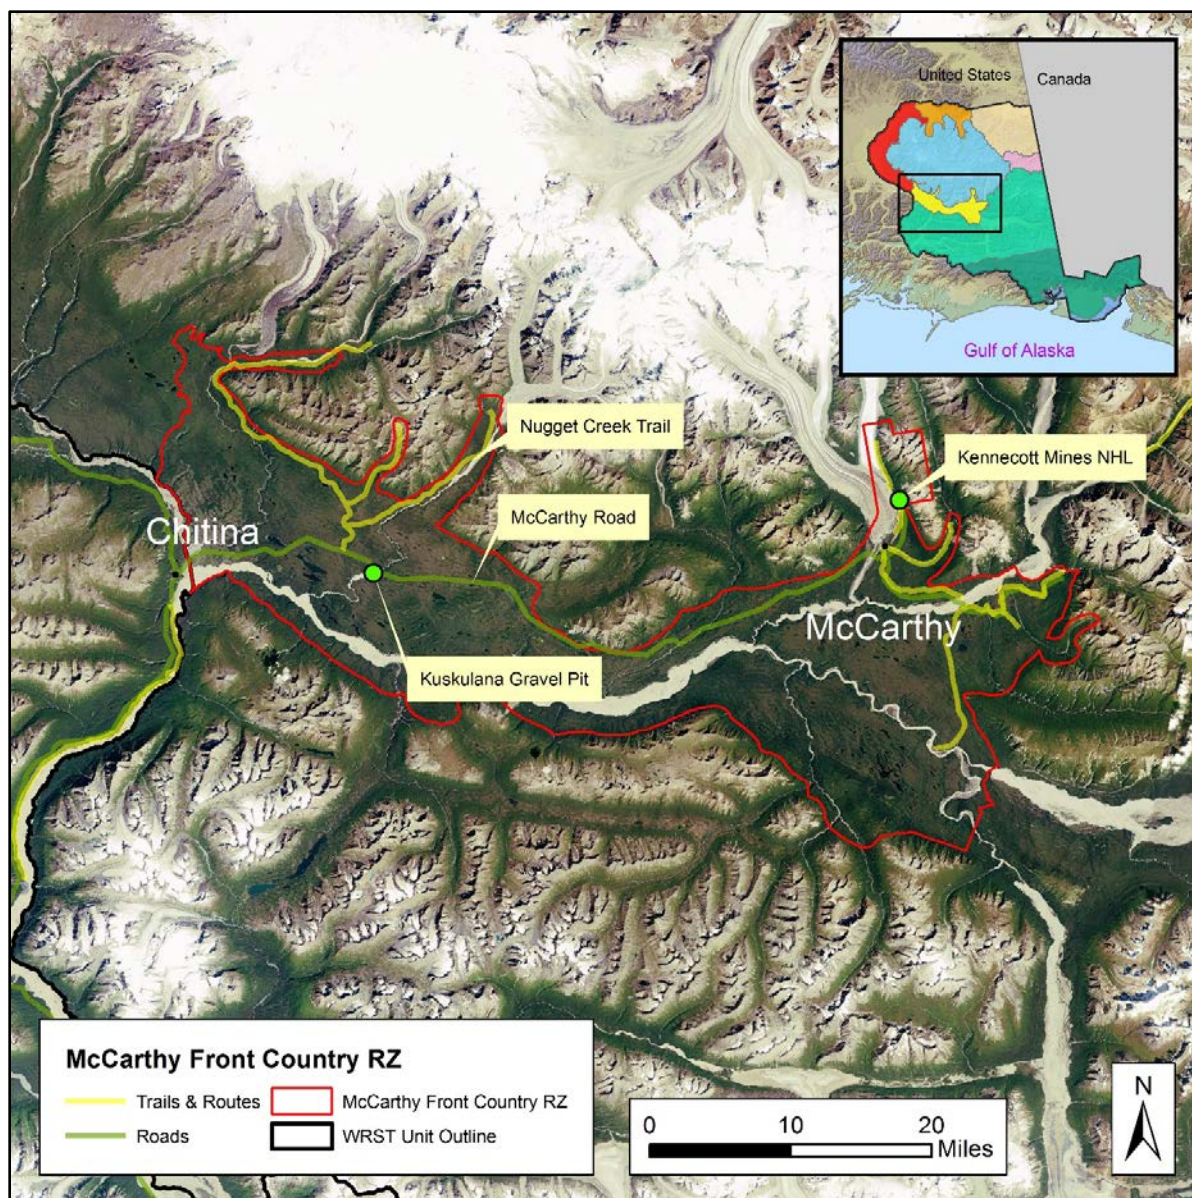 United States
Canada
Gulf of Alaska
Nugget Creek Trail
Kennecott Mines NHL
McCarthy Road
Chitina
McCarthy
Kuskulana Gravel Pit
McCarthy Front Country RZ
Trails & Routes
McCarthy Front Country RZ
Roads
WRST Unit Outline
0 10 20
Miles
N